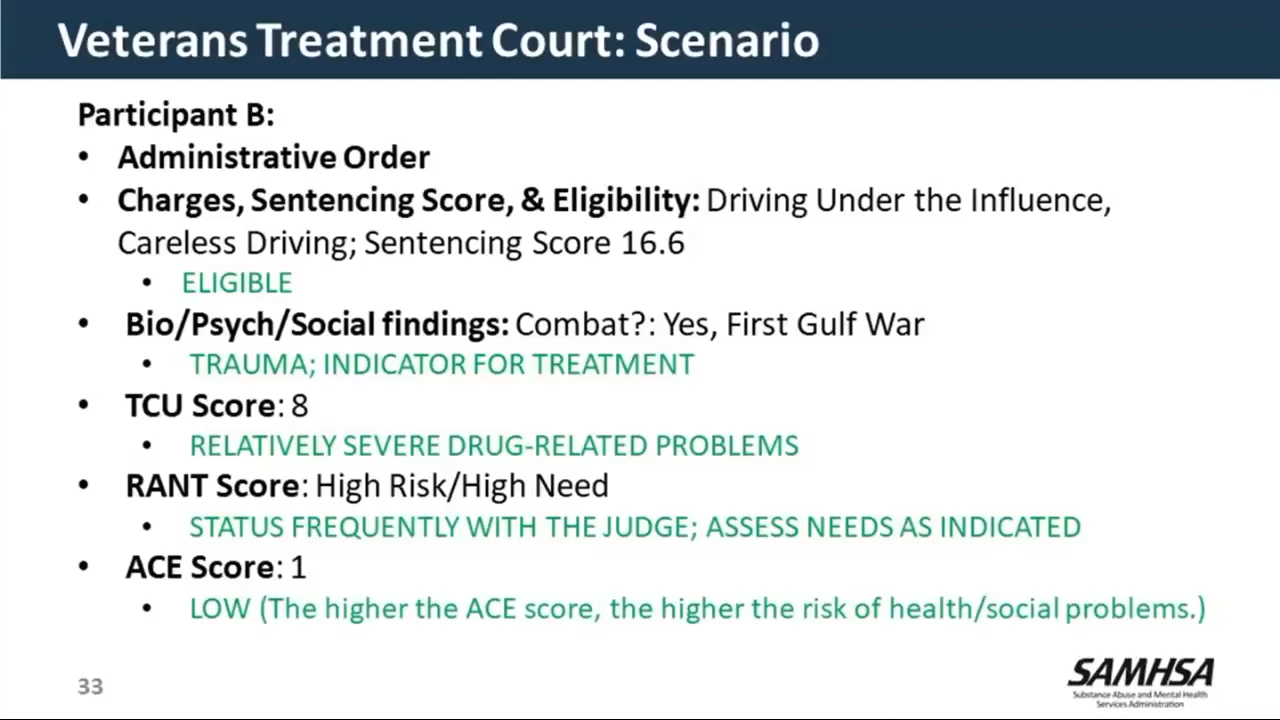 Veterans Treatment Court: Scenario
Participant B:
• Administrative Order
• Charges, Sentencing Score, & Eligibility: Driving Under the Influence,
Careless Driving; Sentencing Score 16.6
• ELIGIBLE
• Bio/Psych/Social findings: Combat?: Yes, First Gulf War
• TRAUMA; INDICATOR FOR TREATMENT
• TCU Score: 8
• RELATIVELY SEVERE DRUG-RELATED PROBLEMS
• RANT Score: High Risk/High Need
• STATUS FREQUENTLY WITH THE JUDGE; ASSESS NEEDS AS INDICATED
• ACE Score: 1
• LOW (The higher the ACE score, the higher the risk of health/social problems.)
33
SAMHSA
Substance Abuse and Mental Health
Services Administration